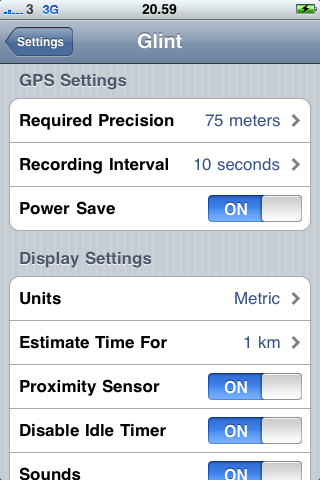 3 3G 20.59
Settings Glint
GPS Settings
Required Precision 75 meters
Recording Interval 10 seconds
Power Save ON
Display Settings
Units Metric
Estimate Time For 1 km
Proximity Sensor ON
Disable Idle Timer ON
Sounds ON